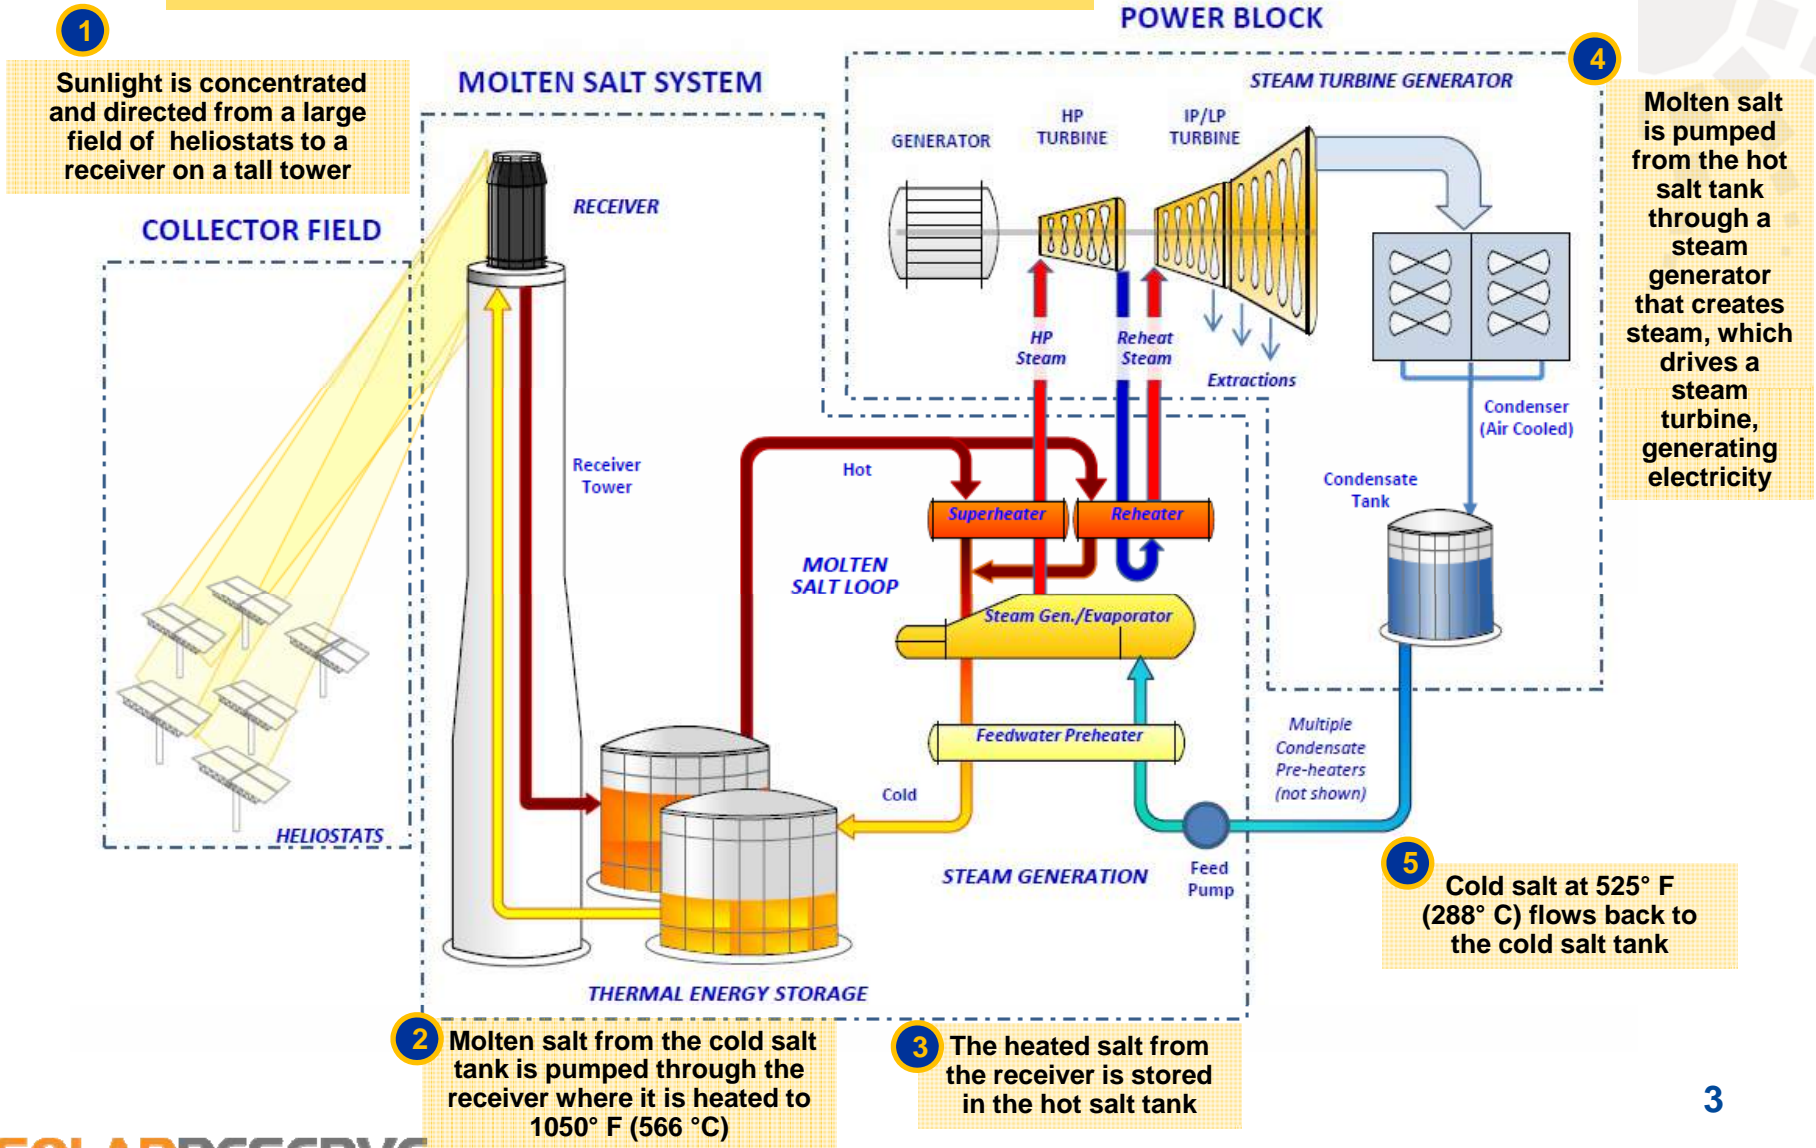 1
Sunlight is concentrated
and directed from a large
field of heliostats to a
receiver on a tall tower
COLLECTOR FIELD
HELIOSTATS
MOLTEN SALT SYSTEM
RECEIVER
Receiver
Tower
Hot
MOLTEN
SALT LOOP
Superheater
Reheater
Steam Gen./Evaporator
Feedwater Preheater
Cold
STEAM GENERATION
Feed
Pump
THERMAL ENERGY STORAGE
POWER BLOCK
STEAM TURBINE GENERATOR
GENERATOR
HP
TURBINE
IP/LP
TURBINE
HP
Steam
Reheat
Steam
Extractions
Condenser
(Air Cooled)
Condensate
Tank
Multiple
Condensate
Pre-heaters
(not shown)
2
Molten salt from the cold salt
tank is pumped through the
receiver where it is heated to
1050° F (566 °C)
3
The heated salt from
the receiver is stored
in the hot salt tank
4
Molten salt
is pumped
from the hot
salt tank
through a
steam
generator
that creates
steam, which
drives a
steam
turbine,
generating
electricity
5
Cold salt at 525° F
(288° C) flows back to
the cold salt tank
SOLARRESERVE
3